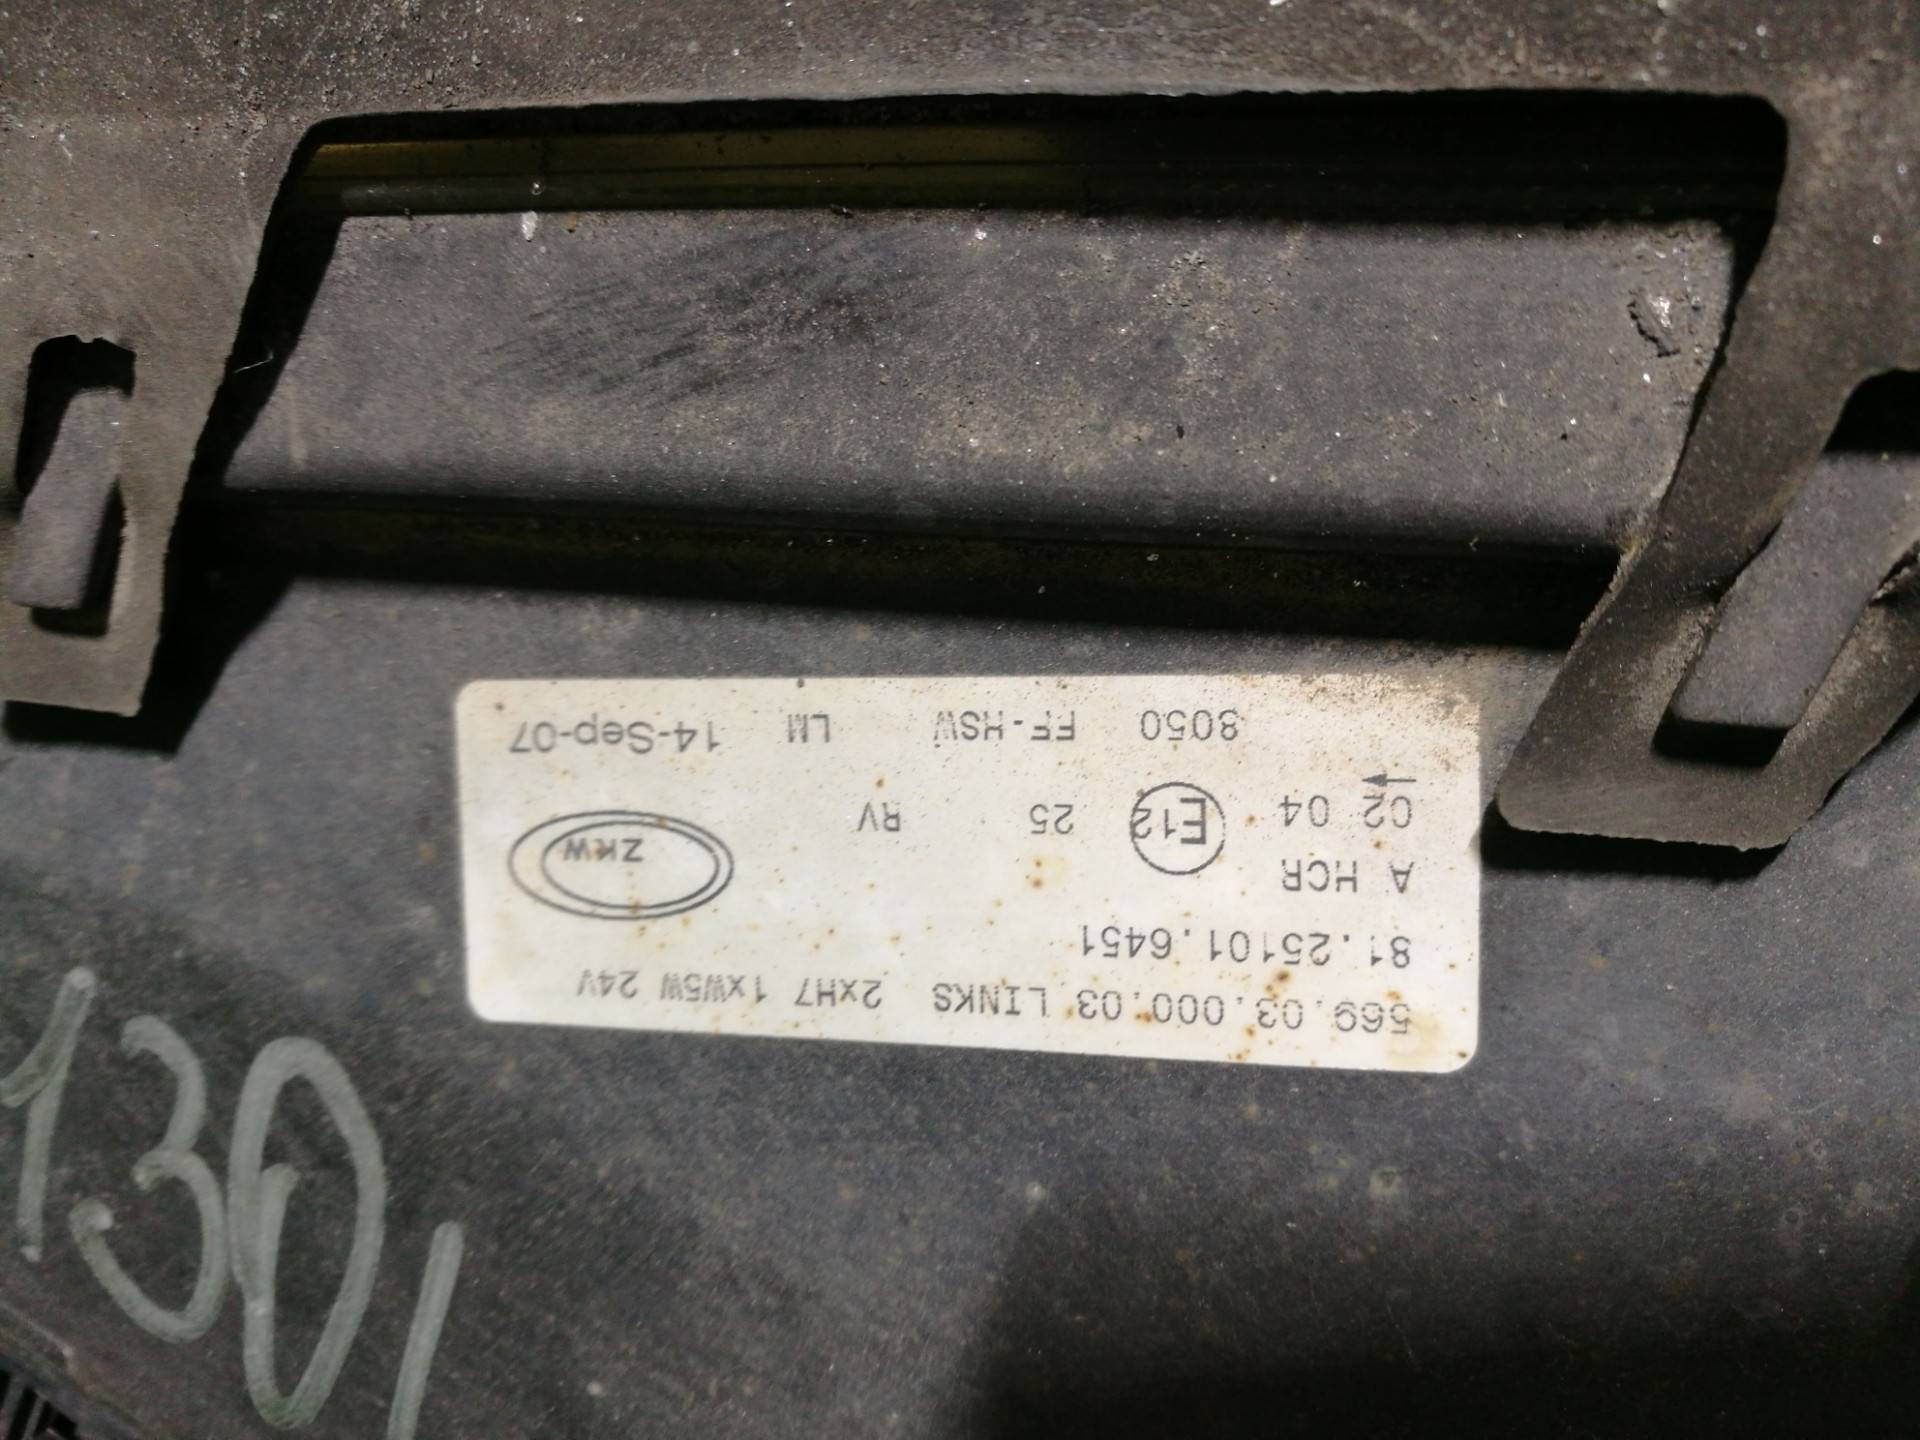 569.03.000.03 LINKS 2xH7 1xW5W 24V
81.25101.6451
A HCR
02 04 E12 25 RV
ZKW
8050 FF-HSW LM 14-Sep-07
130,